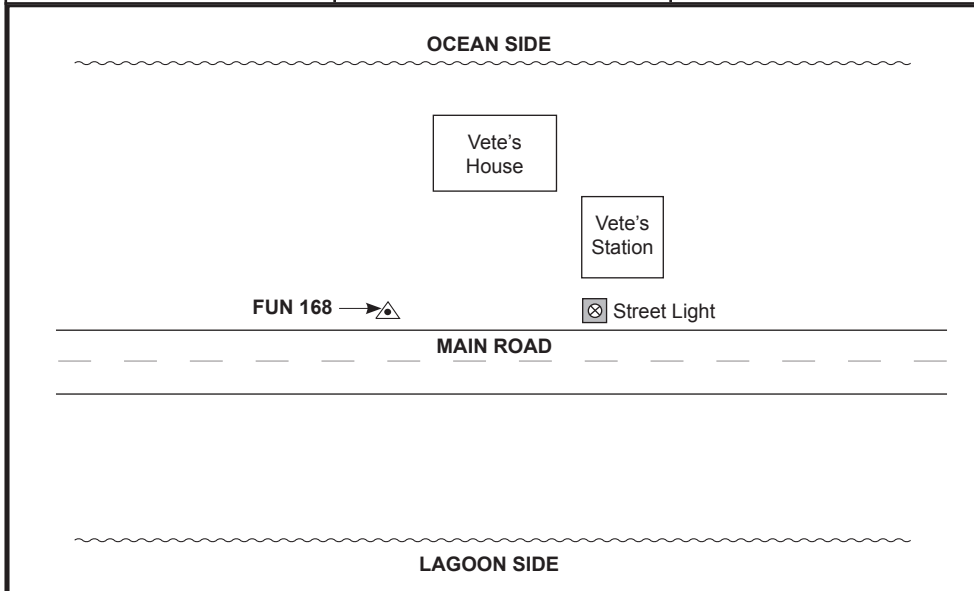 OCEAN SIDE
Vete's
House
Vete's
Station
FUN 168
Street Light
MAIN ROAD
LAGOON SIDE